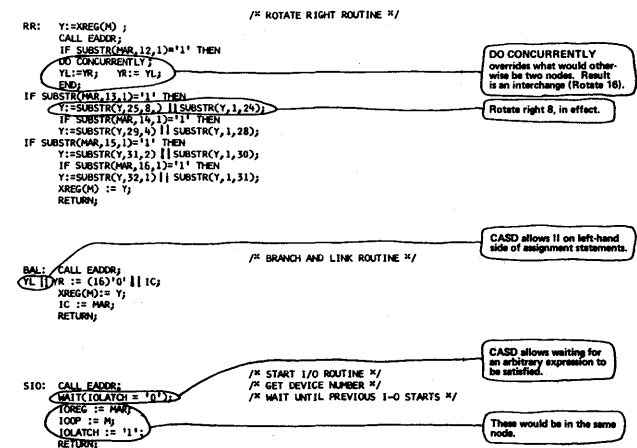 /* ROTATE RIGHT ROUTINE */
RR: Y:=XREG(M) ;
CALL EADDR;
IF SUBSTR(MAR,12,1)='1' THEN
DO CONCURRENTLY;
YL:=YR; YR:= YL;
END;
DO CONCURRENTLY
overrides what would other-
wise be two nodes. Result
is an interchange (Rotate 16).
IF SUBSTR(MAR,13,1)='1' THEN
Y:=SUBSTR(Y,25,8,) ||SUBSTR(Y,1,24);
Rotate right 8, in effect.
IF SUBSTR(MAR,14,1)='1' THEN
Y:=SUBSTR(Y,29,4) || SUBSTR(Y,1,28);
IF SUBSTR(MAR,15,1)='1' THEN
Y:=SUBSTR(Y,31,2) || SUBSTR(Y,1,30);
IF SUBSTR(MAR,16,1)='1' THEN
Y:=SUBSTR(Y,32,1)|| SUBSTR(Y,1,31);
XREG(M) := Y;
RETURN;
CASD allows II on left-hand
side of assignment statements.
/* BRANCH AND LINK ROUTINE */
BAL: CALL EADDR;
YL || YR := (16)'0' || IC;
XREG(M):= Y;
IC := MAR;
RETURN;
CASD allows waiting for
an arbitrary expression to
be satisfied.
/* START I/O ROUTINE */
SIO: CALL EADDR; /* GET DEVICE NUMBER */
WAIT(IOLATCH = '0'); /* WAIT UNTIL PREVIOUS I-O STARTS */
IOREG := MAR;
IOOP := M;
IOLATCH := '1';
RETURN;
These would be in the same
node.